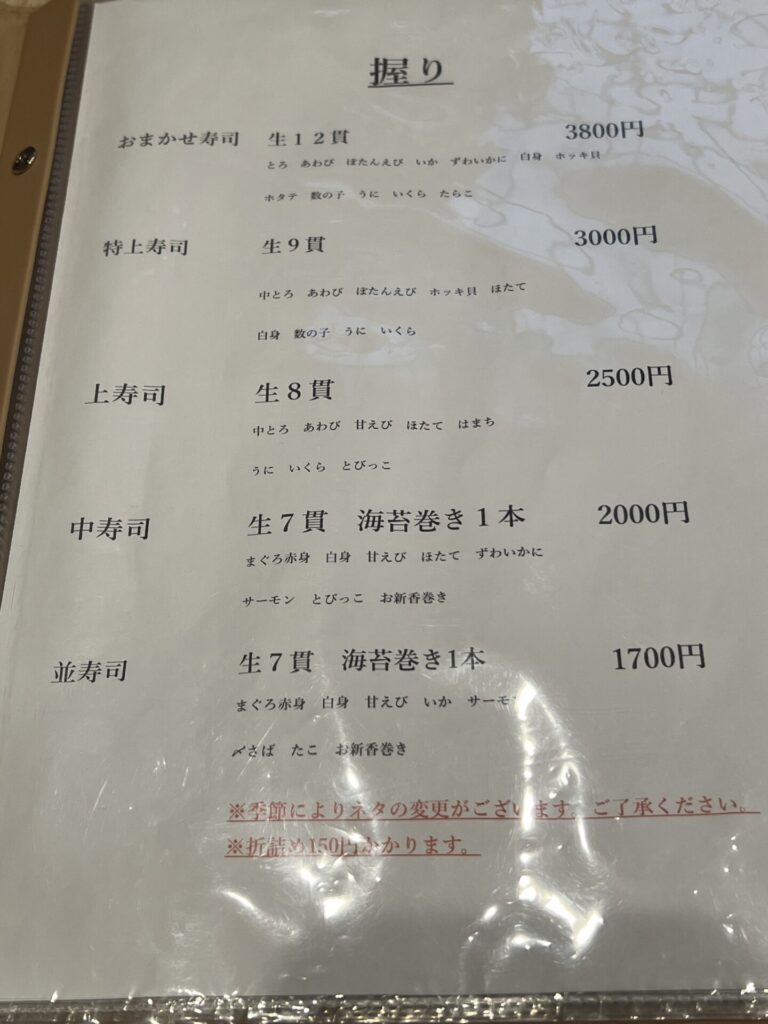 握り
おまかせ寿司 生１２貫 3800円
とろ あわび ぼたんえび いか ずわいかに 白身 ホッキ貝
ホタテ 数の子 うに いくら たらこ
特上寿司 生９貫 3000円
中とろ あわび ぼたんえび ホッキ貝 ほたて
白身 数の子 うに いくら
上寿司 生８貫 2500円
中とろ あわび 甘えび ほたて はまち
うに いくら とびっこ
中寿司 生７貫 海苔巻き１本 2000円
まぐろ赤身 白身 甘えび ほたて ずわいかに
サーモン とびっこ お新香巻き
並寿司 生７貫 海苔巻き1本 1700円
まぐろ赤身 白身 甘えび いか サーモン
〆さば たこ お新香巻き
※季節によりネタの変更がございます。ご了承ください。
※折詰め150円かかります。